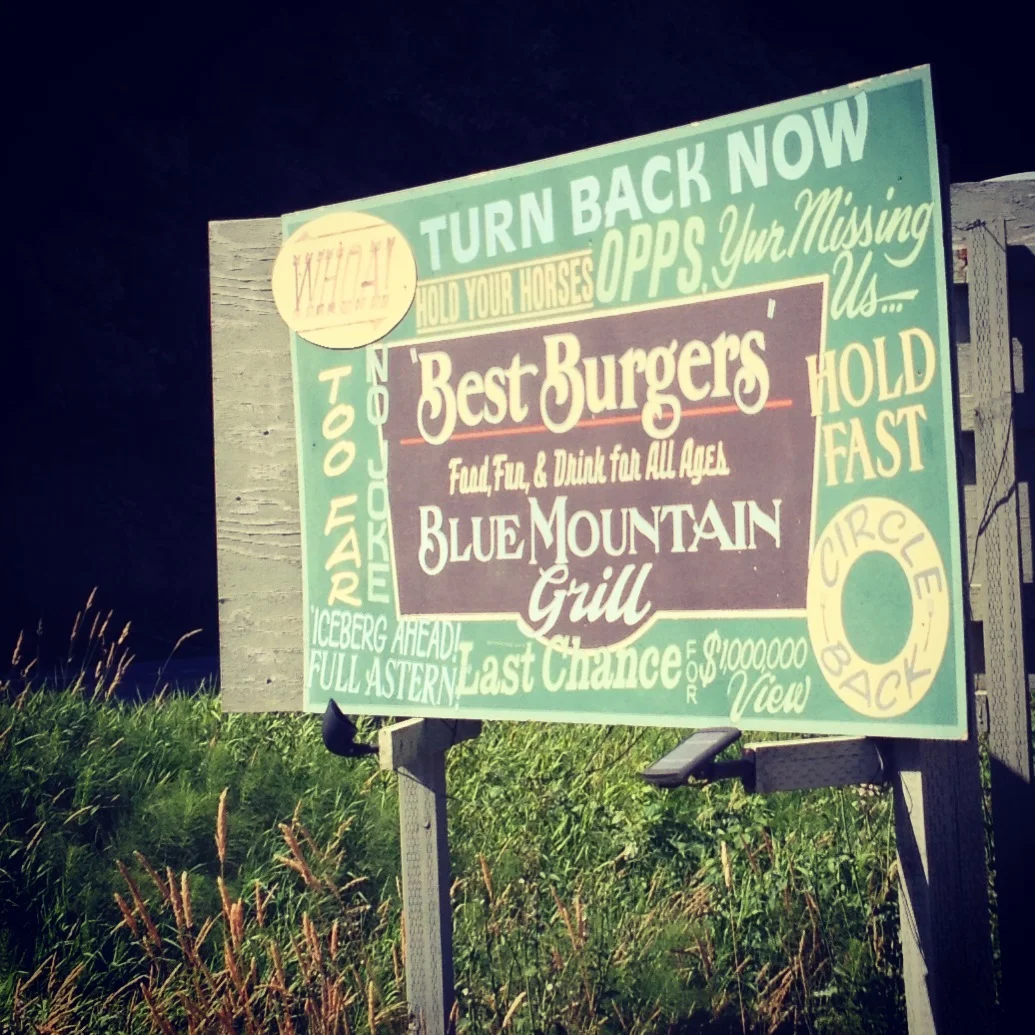 TURN BACK NOW
WHOA!
HOLD YOUR HORSES
OPPS.
Yur Missing
Us...
TOO FAR
NO JOKE
"Best Burgers"
Food, Fun, & Drink for All Ages
BLUE MOUNTAIN
Grill
HOLD
FAST
CIRCLE
BACK
'ICEBERG AHEAD!
FULL ASTERN!
Last Chance
FOR
$1,000,000
View